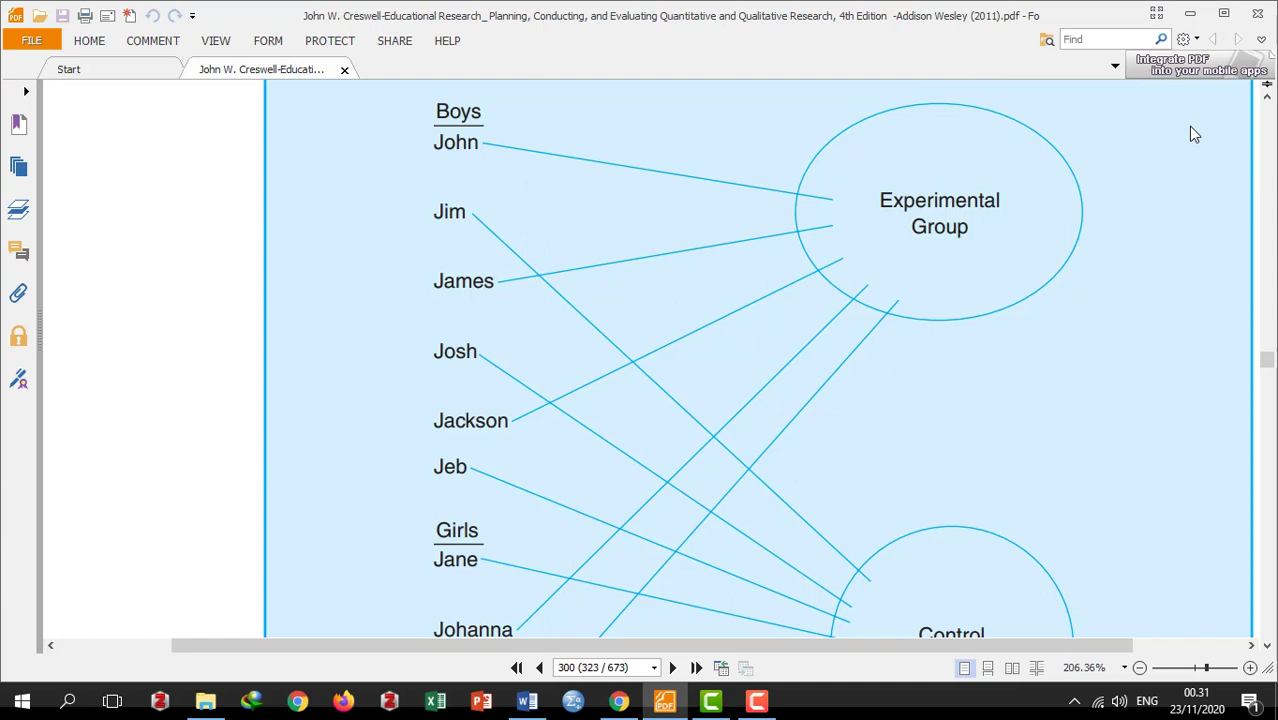 John W. Creswell-Educational Research_ Planning, Conducting, and Evaluating Quantitative and Qualitative Research, 4th Edition -Addison Wesley (2011).pdf - Fo
FILE HOME COMMENT VIEW FORM PROTECT SHARE HELP
Find
Start
John W. Creswell-Educati...
Integrate PDF
into your mobile apps
Boys
John
Jim
James
Josh
Jackson
Jeb
Girls
Jane
Johanna
Experimental
Group
Control
300 (323 / 673)
206.36%
ENG
00.31
23/11/2020
1